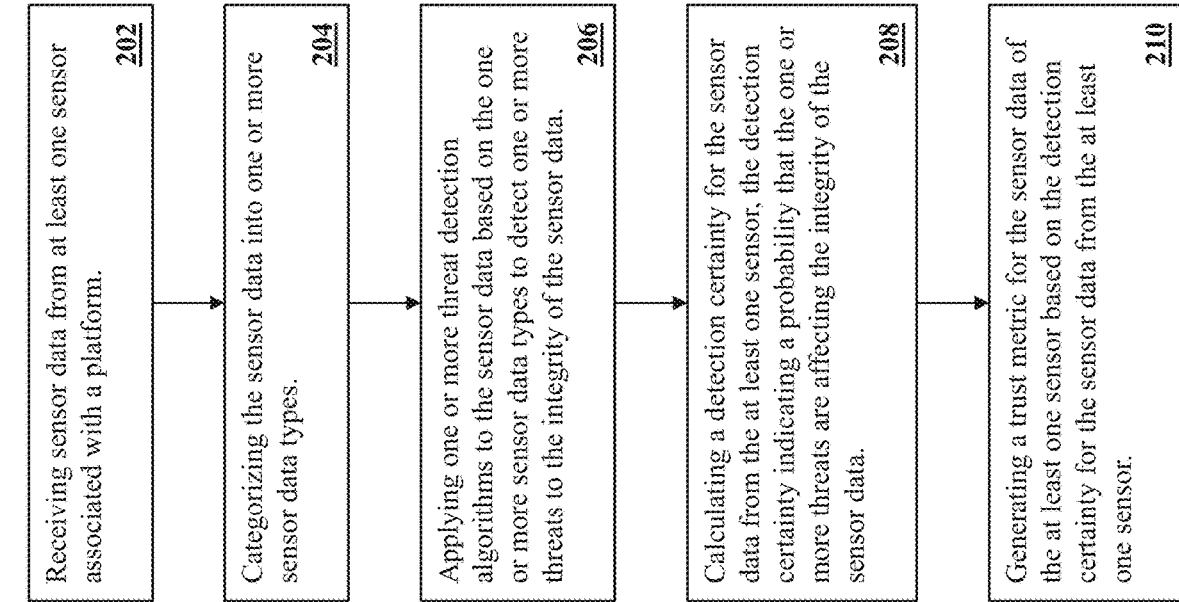 Receiving sensor data from at least one sensor
associated with a platform.
202
Categorizing the sensor data into one or more
sensor data types.
204
Applying one or more threat detection
algorithms to the sensor data based on the one
or more sensor data types to detect one or more
threats to the integrity of the sensor data.
206
Calculating a detection certainty for the sensor
data from the at least one sensor, the detection
certainty indicating a probability that the one or
more threats are affecting the integrity of the
sensor data.
208
Generating a trust metric for the sensor data of
the at least one sensor based on the detection
certainty for the sensor data from the at least
one sensor.
210